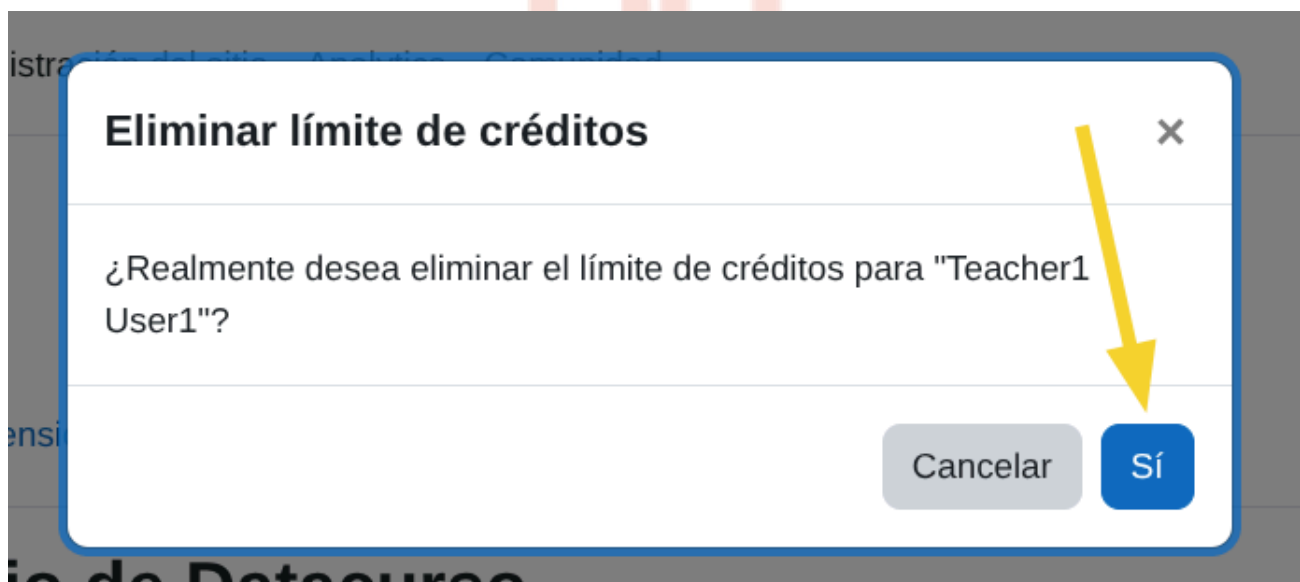 Eliminar límite de créditos
×
¿Realmente desea eliminar el límite de créditos para "Teacher1
User1"?
Cancelar
Sí